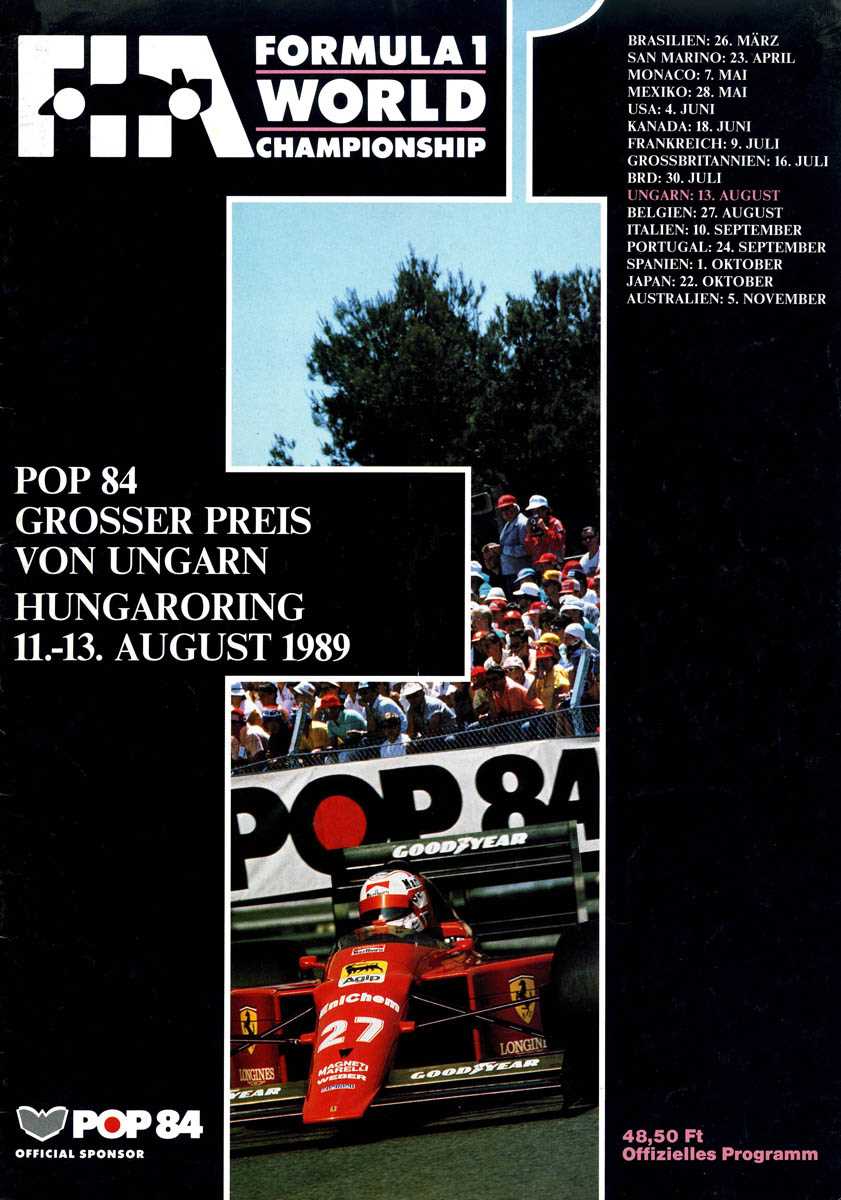 FIA
FORMULA 1
WORLD
CHAMPIONSHIP
BRASILIEN: 26. MÄRZ
SAN MARINO: 23. APRIL
MONACO: 7. MAI
MEXIKO: 28. MAI
USA: 4. JUNI
KANADA: 18. JUNI
FRANKREICH: 9. JULI
GROSSBRITANNIEN: 16. JULI
BRD: 30. JULI
UNGARN: 13. AUGUST
BELGIEN: 27. AUGUST
ITALIEN: 10. SEPTEMBER
PORTUGAL: 24. SEPTEMBER
SPANIEN: 1. OKTOBER
JAPAN: 22. OKTOBER
AUSTRALIEN: 5. NOVEMBER
POP 84
GROSSER PREIS
VON UNGARN
HUNGARORING
11.-13. AUGUST 1989
POP 84
GOODYEAR
Marlboro
Marlboro
Agip
EniChem
27
MAGNETI
MARELLI
WEBER
LONGINES
LONGIN
GOODYEAR
YEAR
POP 84
OFFICIAL SPONSOR
48,50 Ft
Offizielles Programm